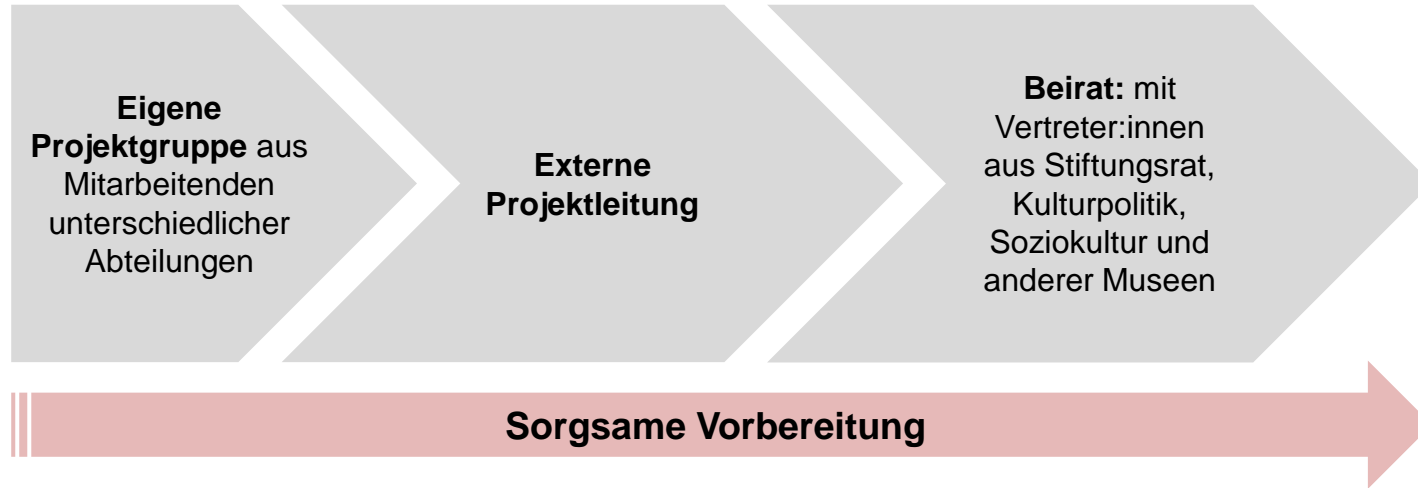 Eigene
Projektgruppe aus
Mitarbeitenden
unterschiedlicher
Abteilungen
Externe
Projektleitung
Beirat: mit
Vertreter:innen
aus Stiftungsrat,
Kulturpolitik,
Soziokultur und
anderer Museen
Sorgsame Vorbereitung